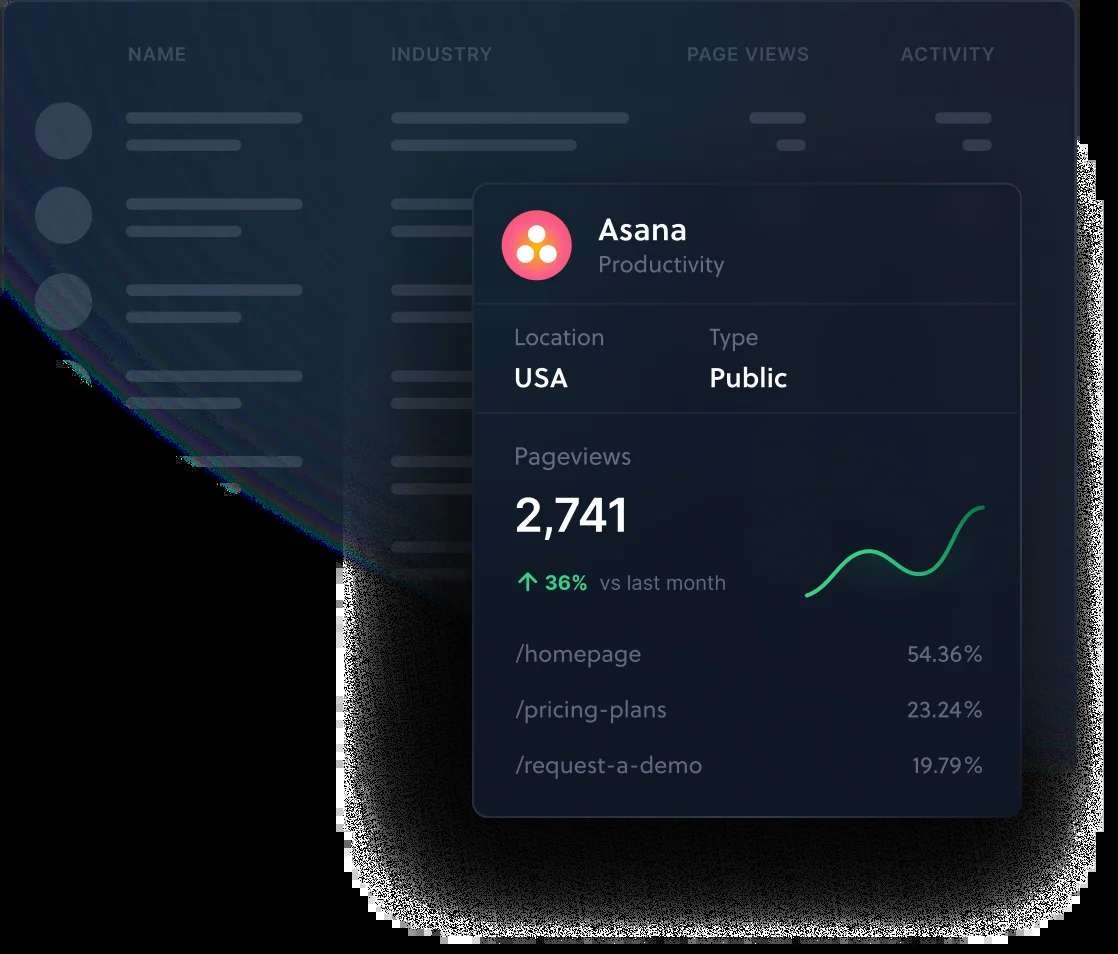 NAME INDUSTRY PAGE VIEWS ACTIVITY
Asana
Productivity
Location Type
USA Public
Pageviews
2,741
36% vs last month
/homepage 54.36%
/pricing-plans 23.24%
/request-a-demo 19.79%